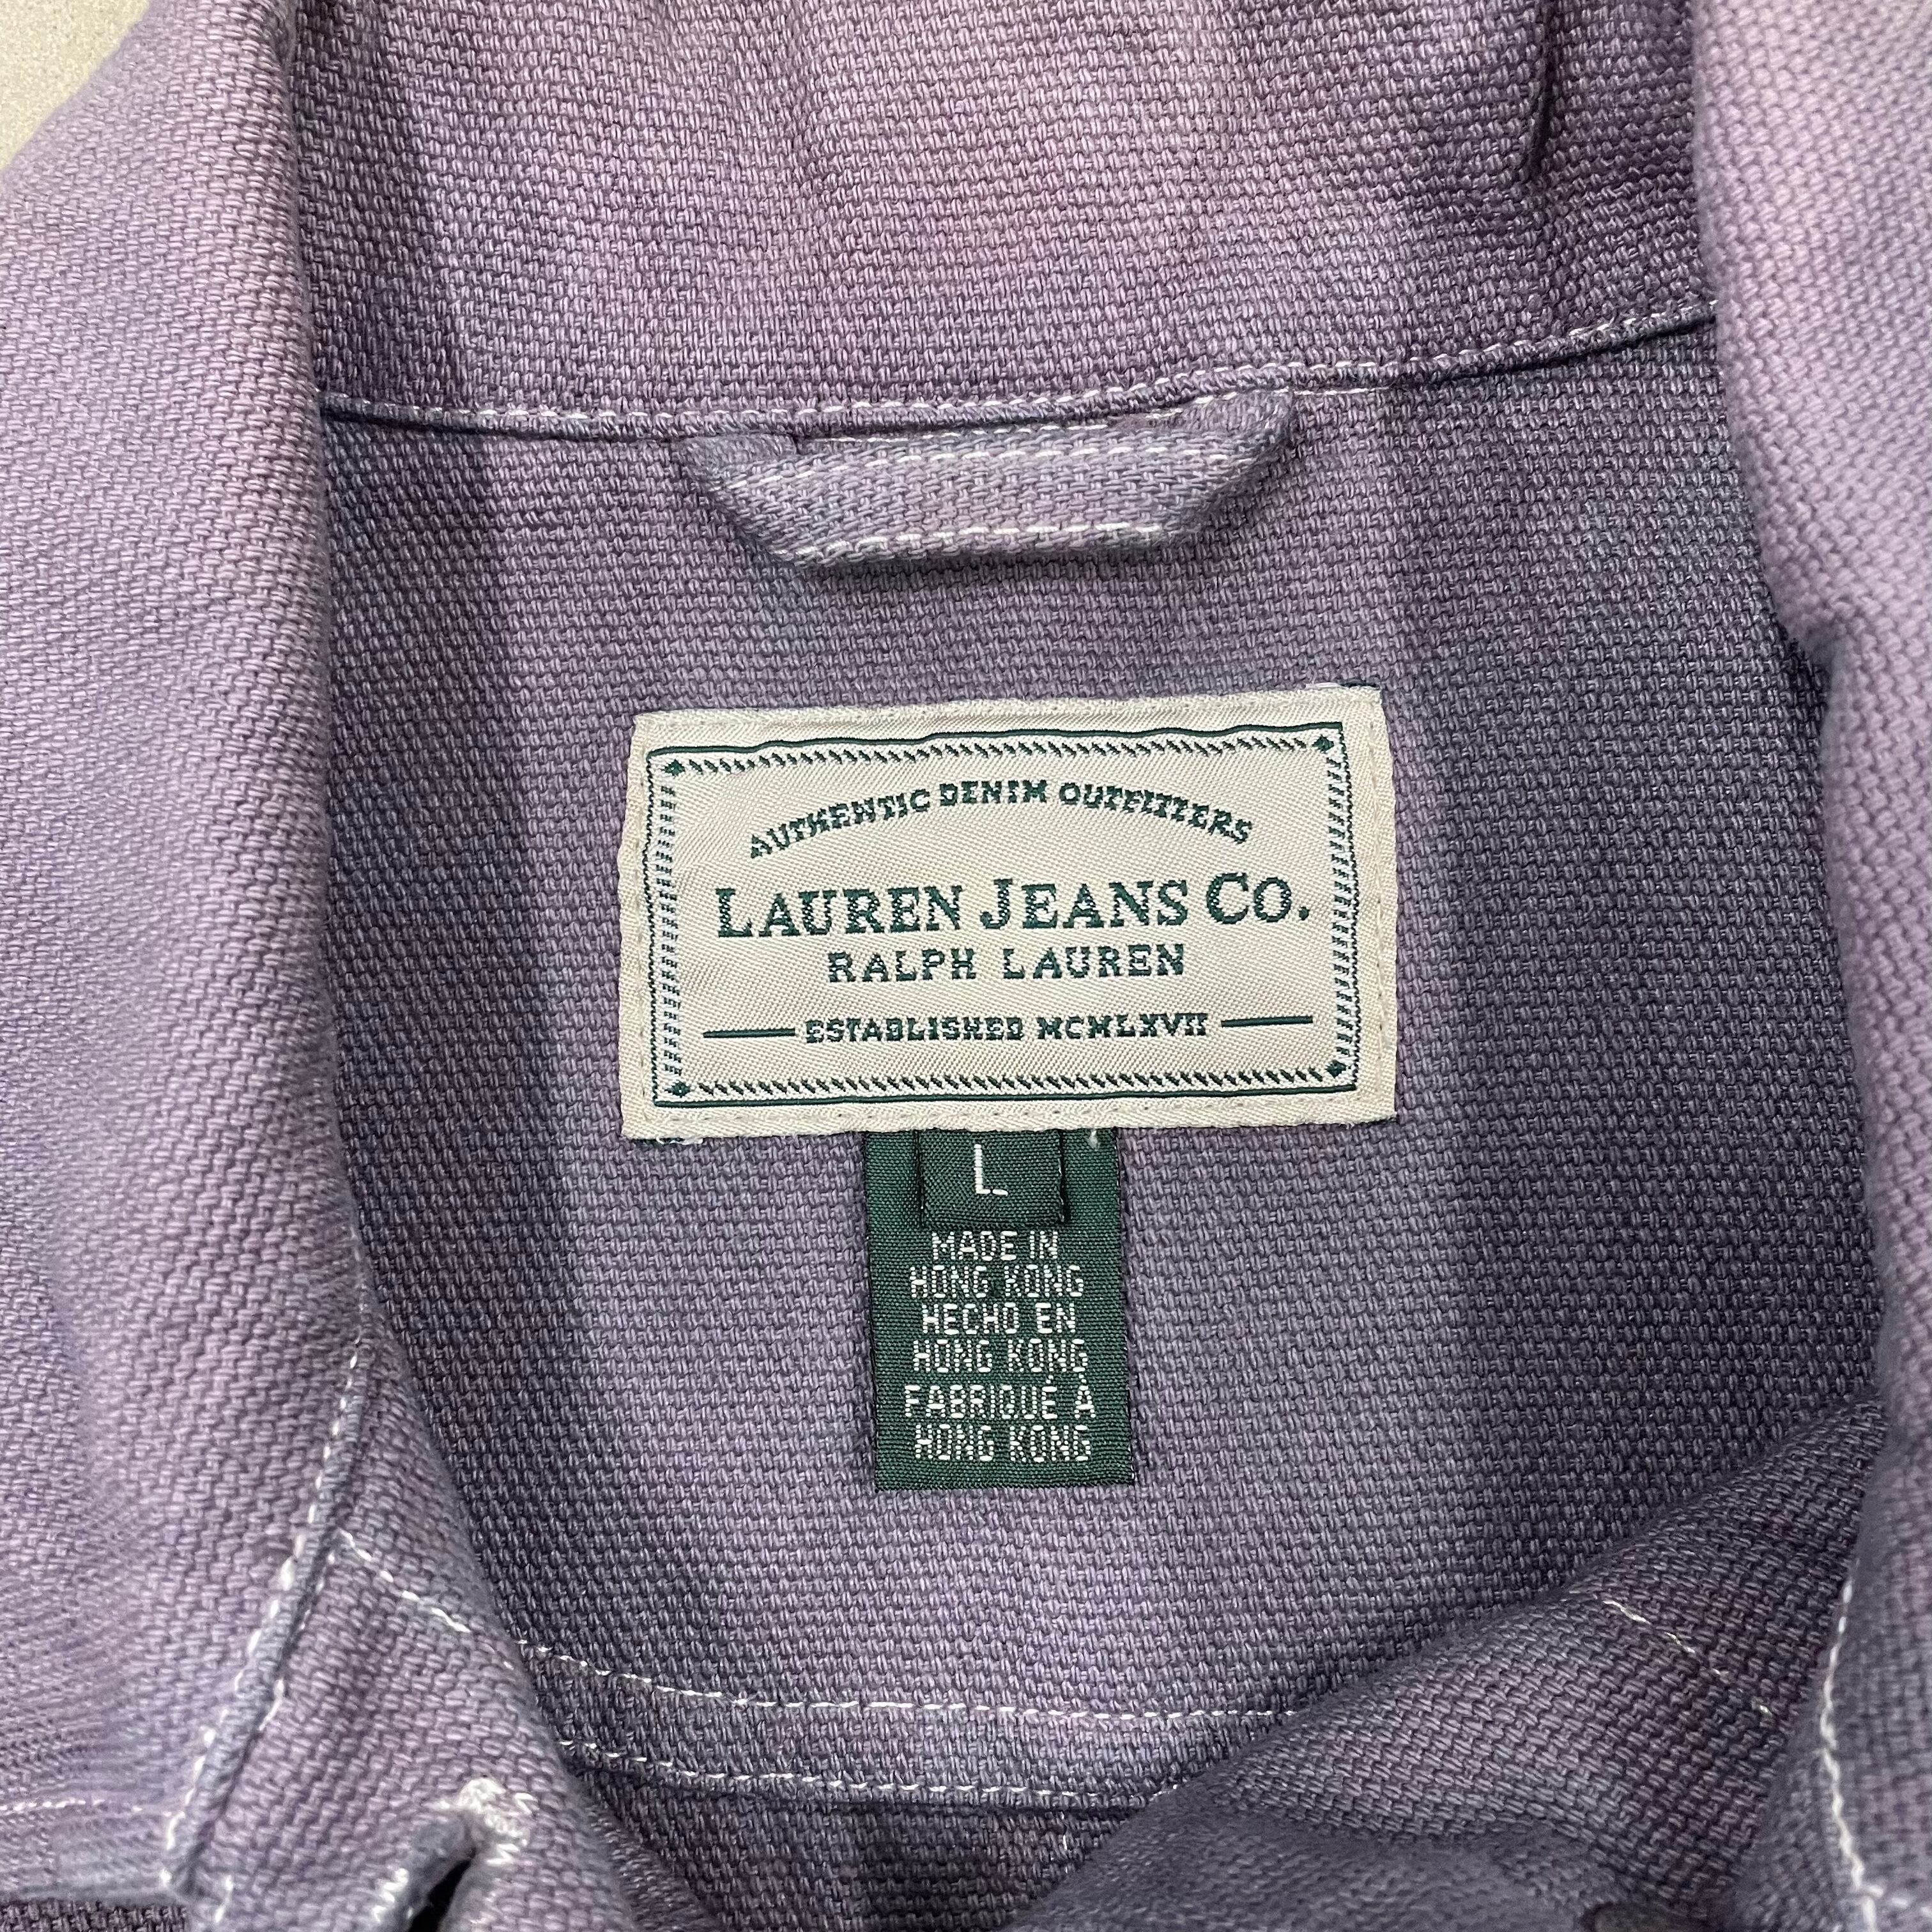 AUTHENTIC DENIM OUTFITTERS
LAUREN JEANS CO.
RALPH LAUREN
ESTABLISHED MCMLXVII
L
MADE IN
HONG KONG
HECHO EN
HONG KONG
FABRIQUÉ A
HONG KONG